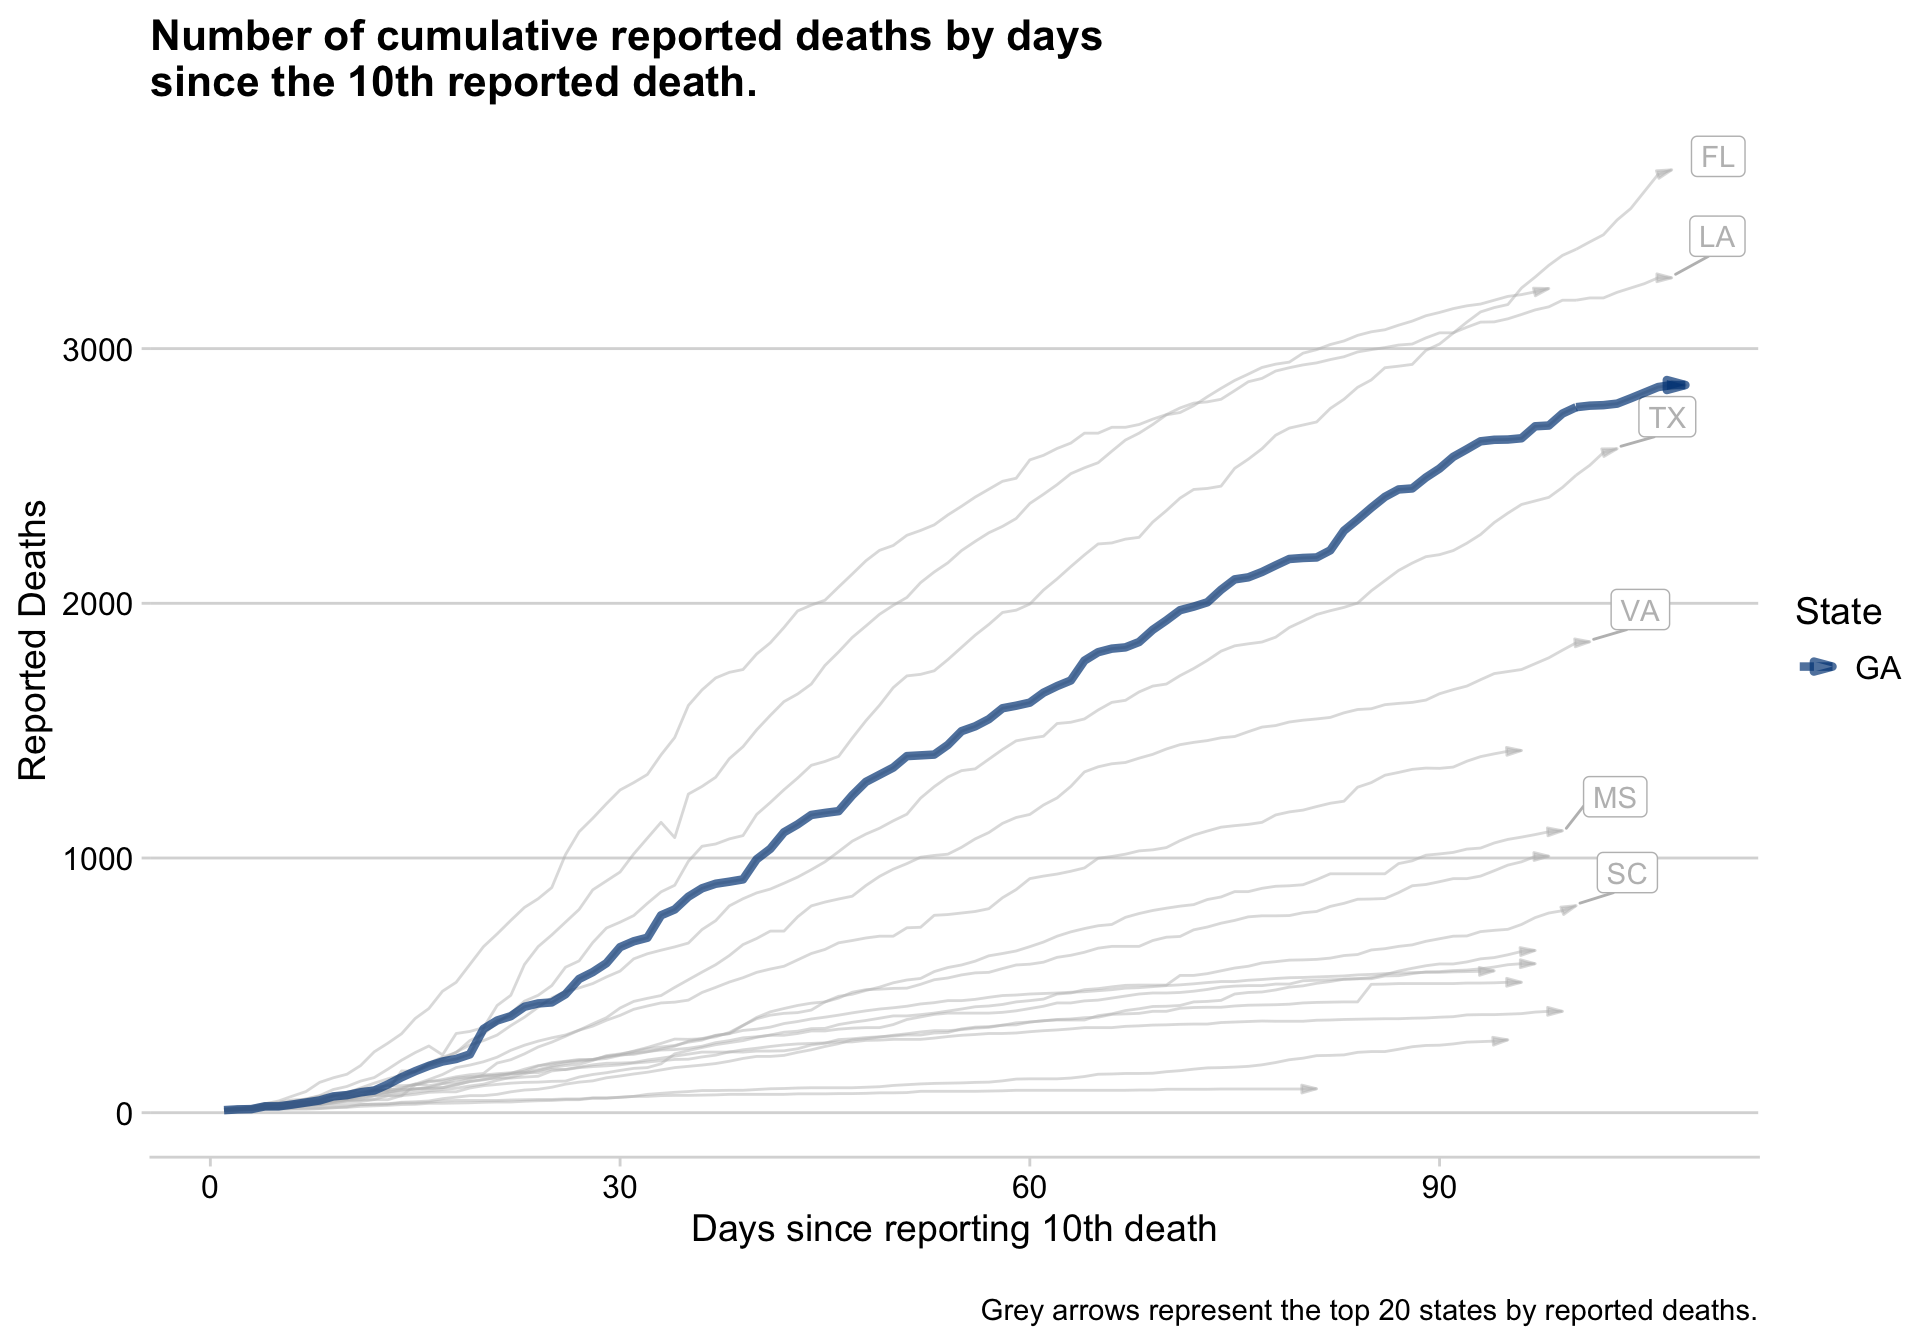 Number of cumulative reported deaths by days
since the 10th reported death.
FL
LA
3000
TX
2000
VA
State
GA
MS
1000
SC
0
Reported Deaths
0 30 60 90
Days since reporting 10th death
Grey arrows represent the top 20 states by reported deaths.